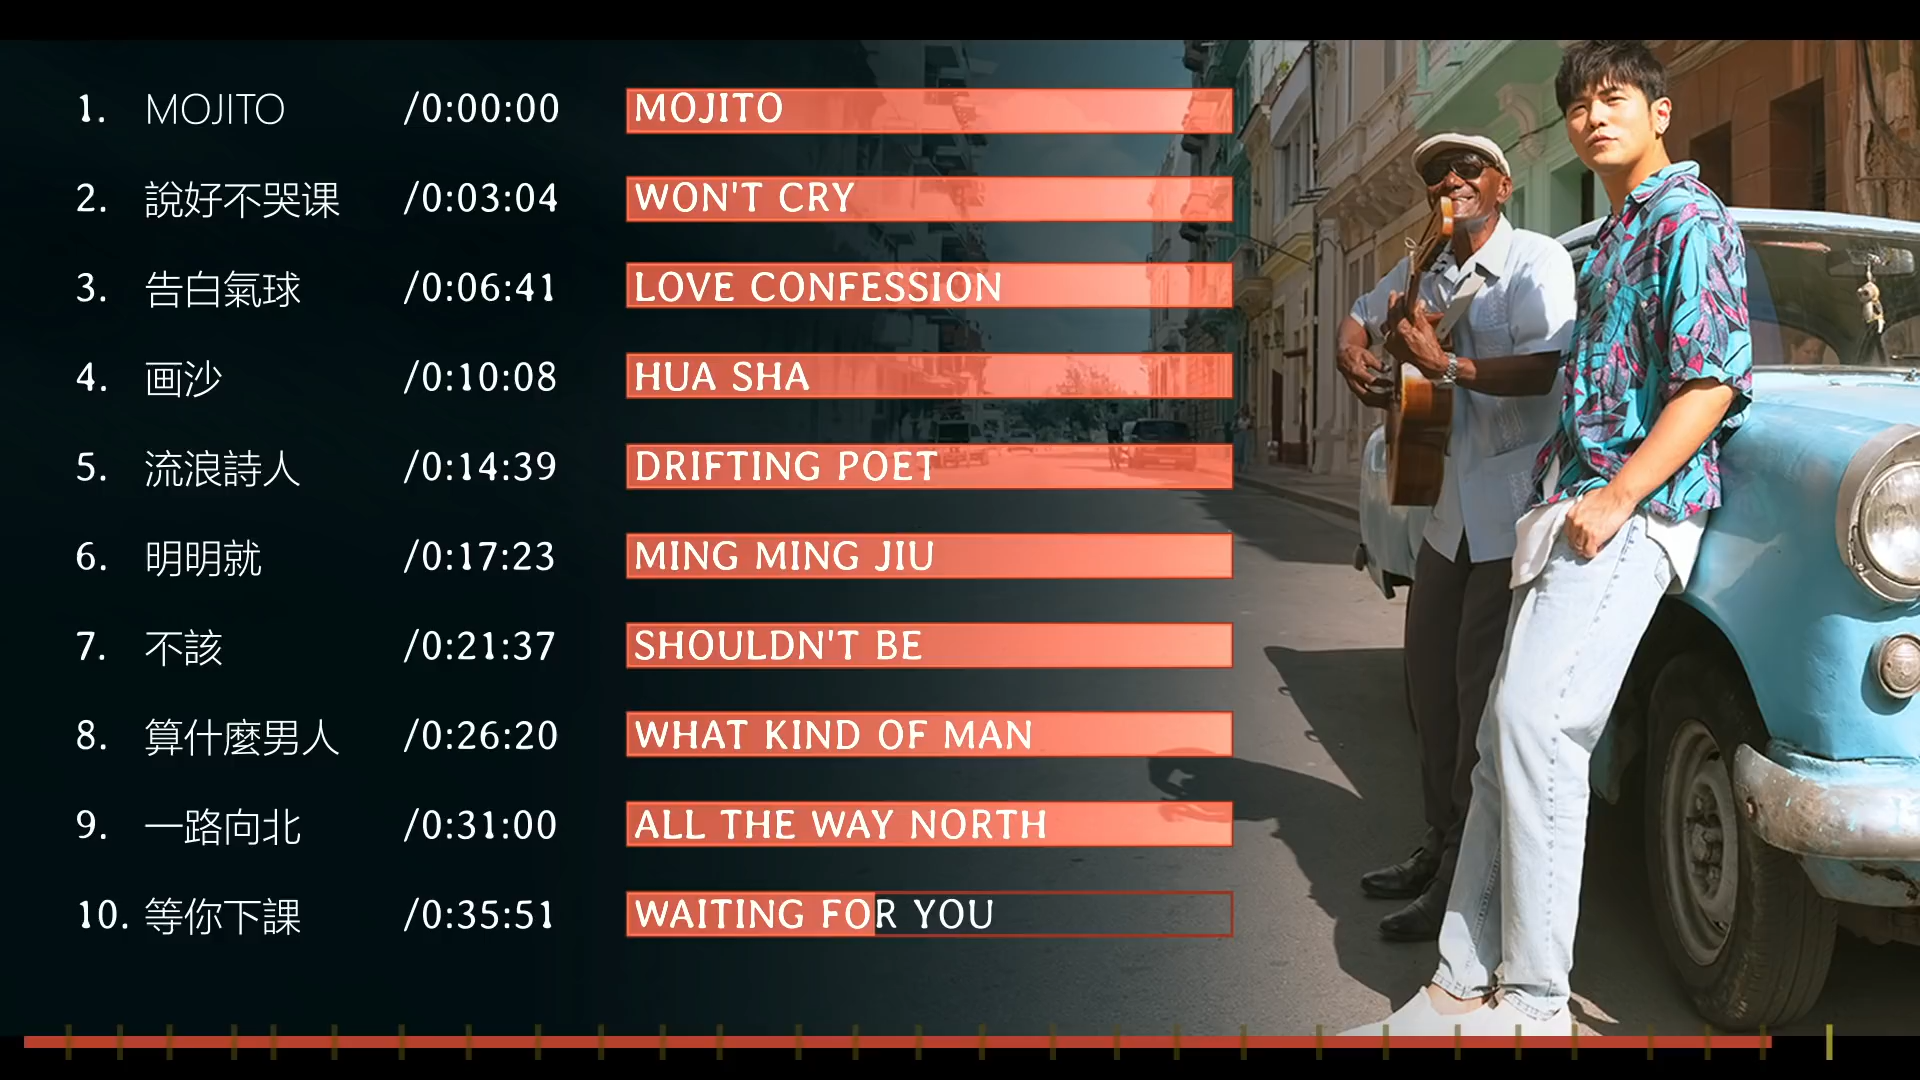 1. MOJITO /0:00:00 MOJITO
2. 說好不哭课 /0:03:04 WON'T CRY
3. 告白氣球 /0:06:41 LOVE CONFESSION
4. 画沙 /0:10:08 HUA SHA
5. 流浪詩人 /0:14:39 DRIFTING POET
6. 明明就 /0:17:23 MING MING JIU
7. 不該 /0:21:37 SHOULDN'T BE
8. 算什麼男人 /0:26:20 WHAT KIND OF MAN
9. 一路向北 /0:31:00 ALL THE WAY NORTH
10. 等你下課 /0:35:51 WAITING FOR YOU